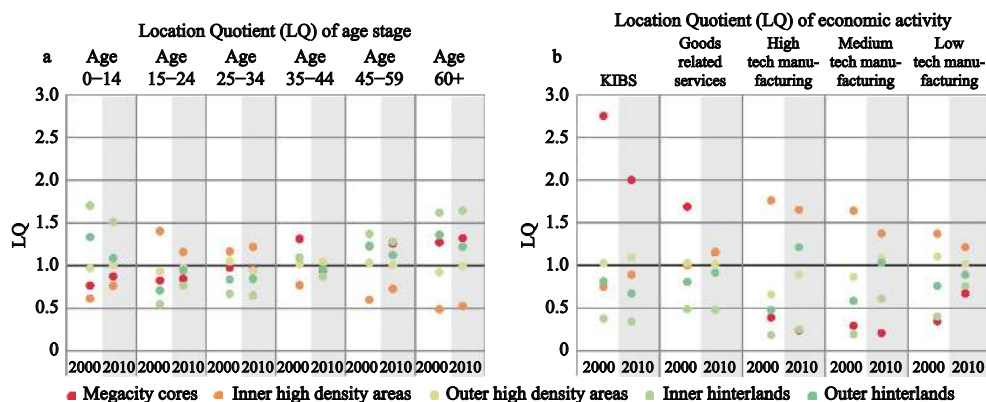 Location Quotient (LQ) of age stage
a
Age 0–14
Age 15–24
Age 25–34
Age 35–44
Age 45–59
Age 60+
3.0
2.5
2.0
1.5
1.0
0.5
0
LQ
2000 2010 2000 2010 2000 2010 2000 2010 2000 2010 2000 2010
Location Quotient (LQ) of economic activity
b
KIBS
Goods
related
services
High
tech manu-
facturing
Medium
tech manu-
facturing
Low
tech manu-
facturing
3.0
2.5
2.0
1.5
1.0
0.5
0
LQ
2000 2010 2000 2010 2000 2010 2000 2010 2000 2010
Megacity cores Inner high density areas Outer high density areas Inner hinterlands Outer hinterlands